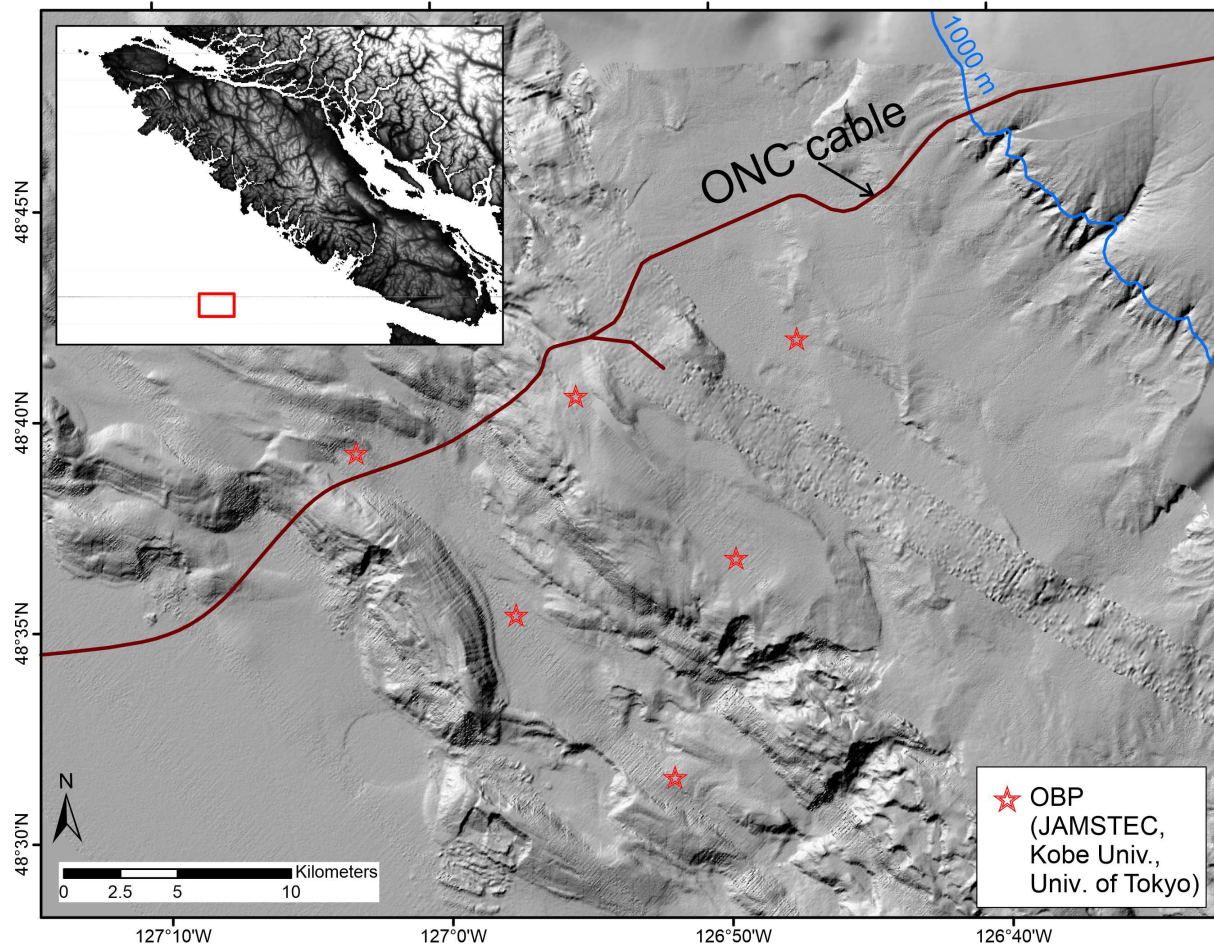 1000 m
ONC cable
48°45'N
48°40'N
48°35'N
48°30'N
N
Kilometers
0 2.5 5 10
OBP
(JAMSTEC,
Kobe Univ.,
Univ. of Tokyo)
127°10'W 127°0'W 126°50'W 126°40'W